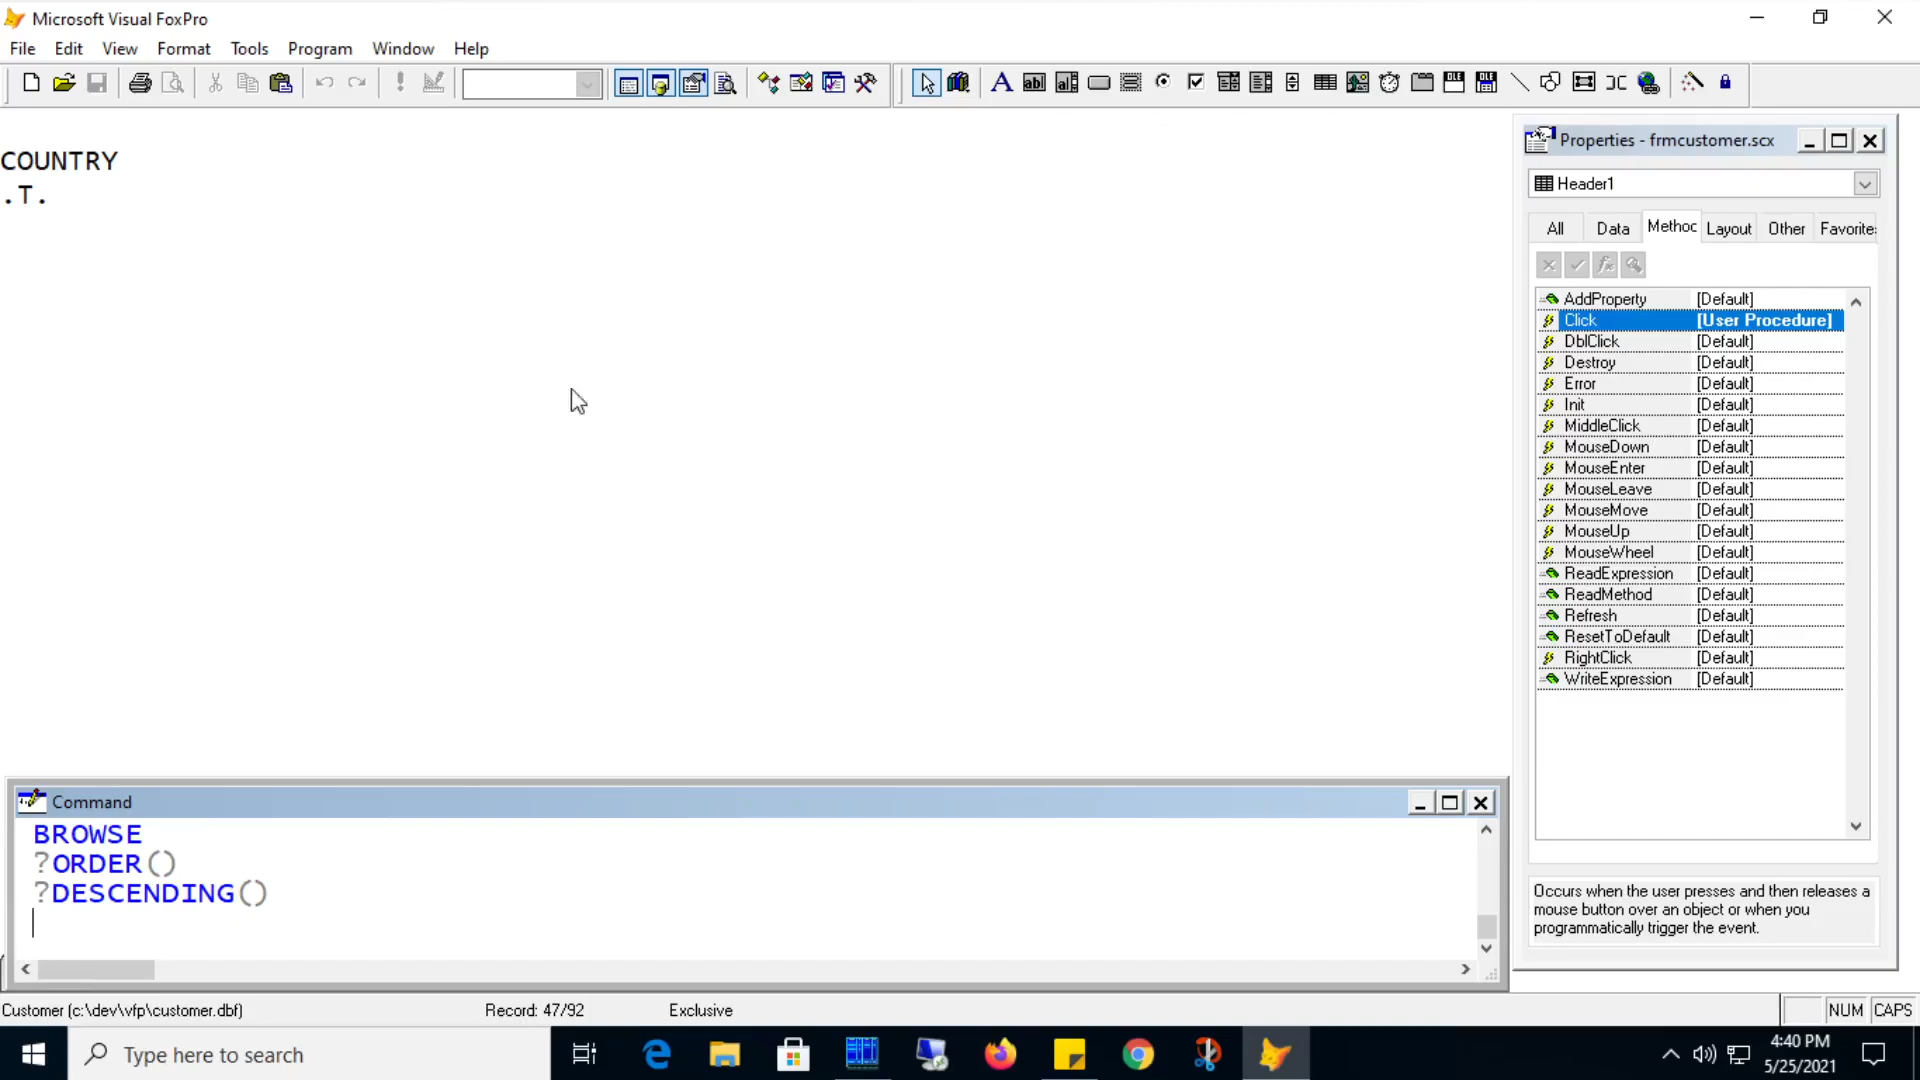 Microsoft Visual FoxPro
File Edit View Format Tools Program Window Help
COUNTRY
.T.
Properties - frmcustomer.scx
Header1
All Data Methoc Layout Other Favorite:
AddProperty [Default]
Click [User Procedure]
DblClick [Default]
Destroy [Default]
Error [Default]
Init [Default]
MiddleClick [Default]
MouseDown [Default]
MouseEnter [Default]
MouseLeave [Default]
MouseMove [Default]
MouseUp [Default]
MouseWheel [Default]
ReadExpression [Default]
ReadMethod [Default]
Refresh [Default]
ResetToDefault [Default]
RightClick [Default]
WriteExpression [Default]
Occurs when the user presses and then releases a
mouse button over an object or when you
programmatically trigger the event.
Command
BROWSE
?ORDER()
?DESCENDING()
Customer (c:\dev\vfp\customer.dbf) Record: 47/92 Exclusive NUM CAPS
Type here to search
4:40 PM
5/25/2021